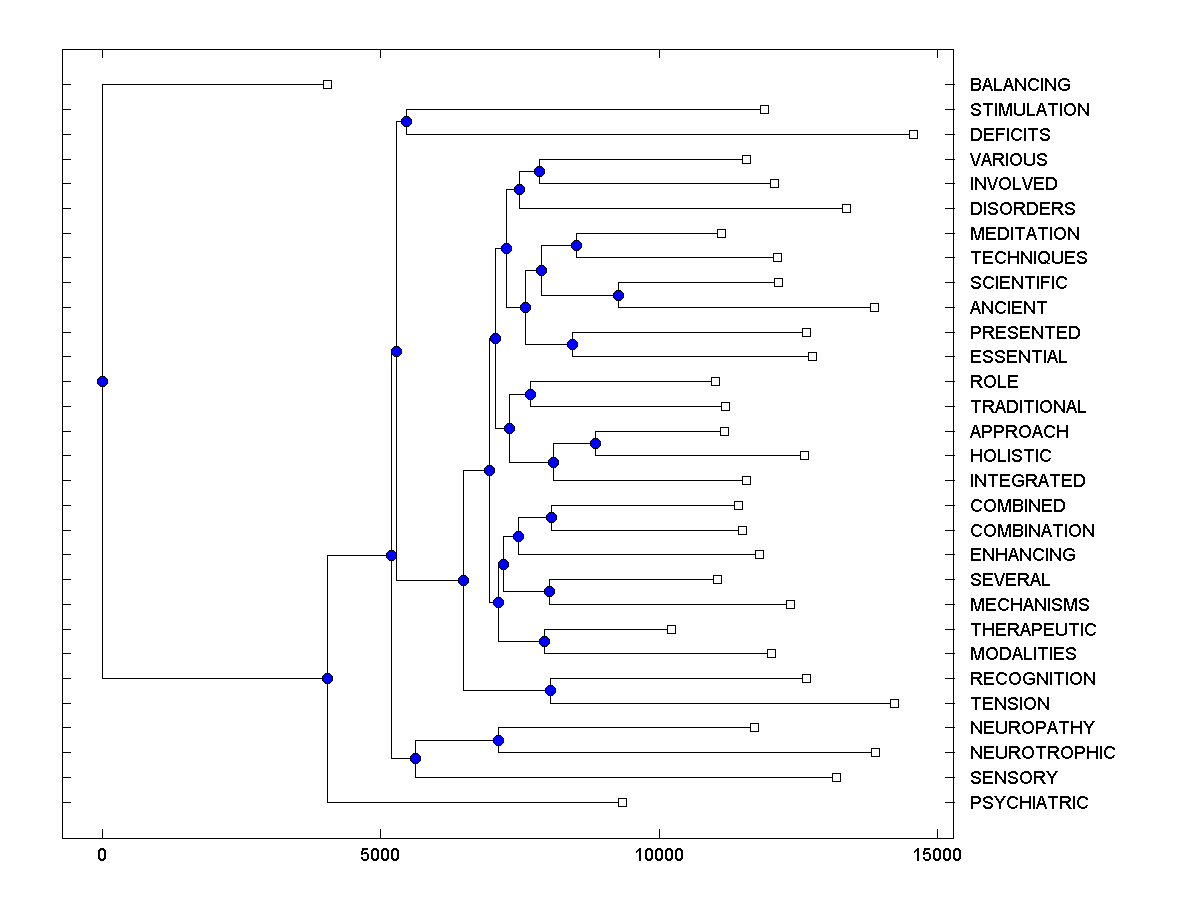 BALANCING
STIMULATION
DEFICITS
VARIOUS
INVOLVED
DISORDERS
MEDITATION
TECHNIQUES
SCIENTIFIC
ANCIENT
PRESENTED
ESSENTIAL
ROLE
TRADITIONAL
APPROACH
HOLISTIC
INTEGRATED
COMBINED
COMBINATION
ENHANCING
SEVERAL
MECHANISMS
THERAPEUTIC
MODALITIES
RECOGNITION
TENSION
NEUROPATHY
NEUROTROPHIC
SENSORY
PSYCHIATRIC
0 5000 10000 15000